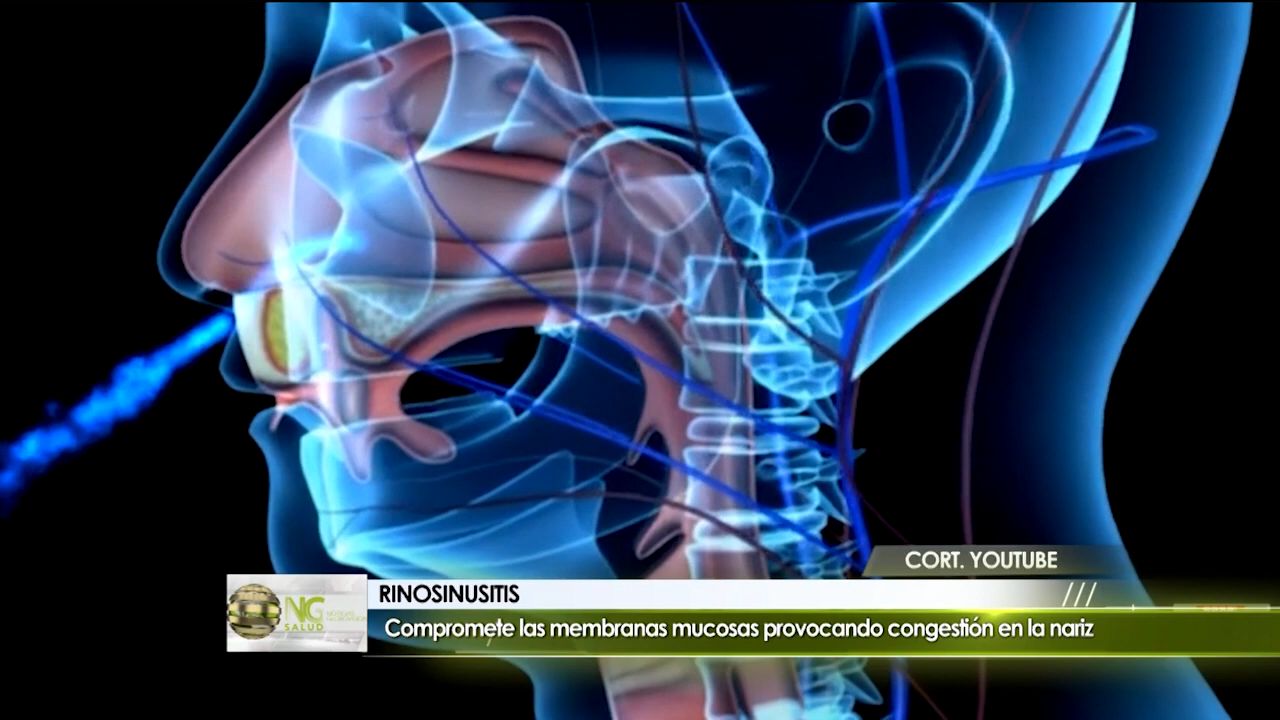 CORT. YOUTUBE
RINOSINUSITIS
NG
SALUD
Compromete las membranas mucosas provocando congestión en la nariz